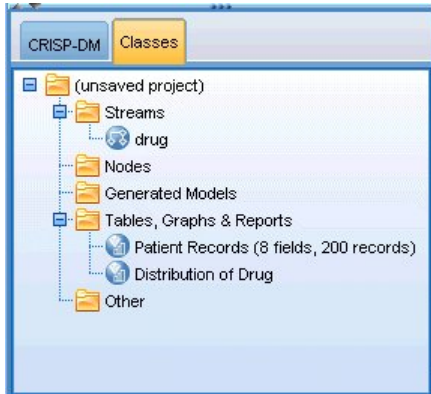 CRISP-DM Classes
(unsaved project)
Streams
drug
Nodes
Generated Models
Tables, Graphs & Reports
Patient Records (8 fields, 200 records)
Distribution of Drug
Other